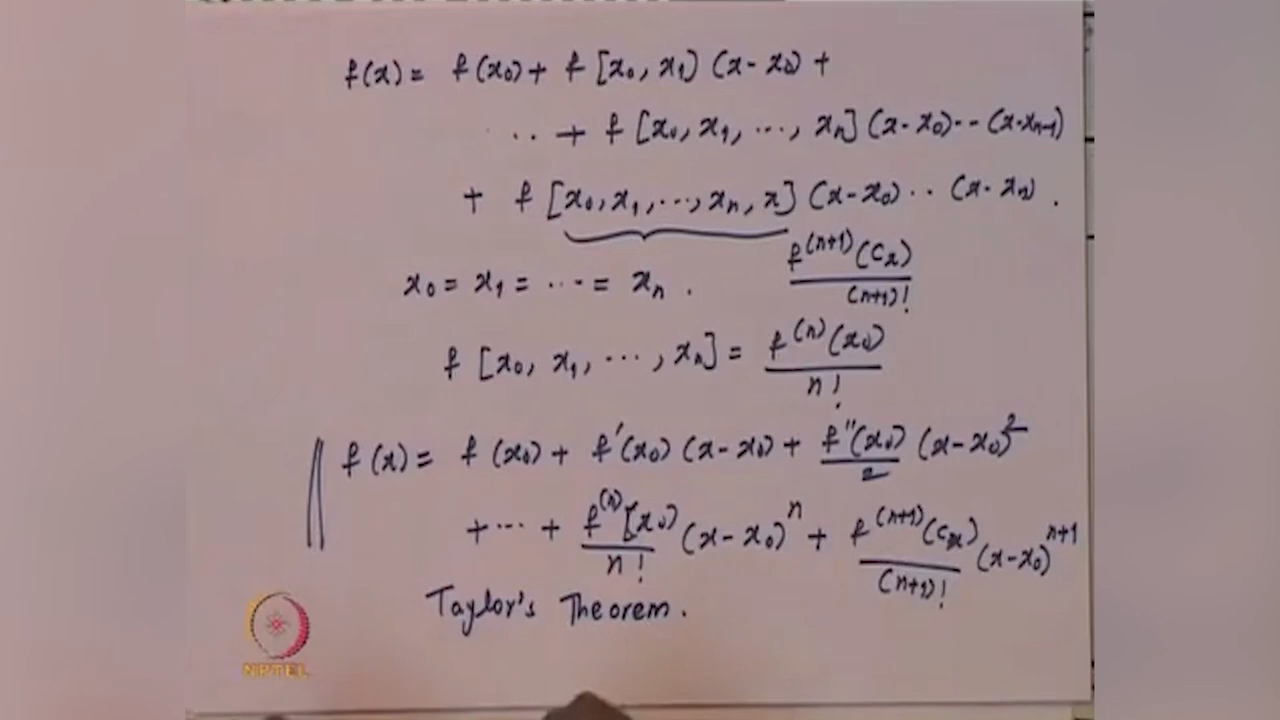 f(x) = f(x₀) + f[x₀, x₁](x-x₀) +
·· + f[x₀, x₁, ···, xₙ](x-x₀)·· (x-xₙ₋₁)
+ f[x₀, x₁, ···, xₙ, x](x-x₀)·· (x-xₙ).
f⁽ⁿ⁺¹⁾(cₓ)/(n+1)!
x₀ = x₁ = ··· = xₙ.
f[x₀, x₁, ···, xₙ] = f⁽ⁿ⁾(x₀)/n!
f(x) = f(x₀) + f'(x₀)(x-x₀) + f''(x₀)/2 (x-x₀)²
+ ··· + f⁽ⁿ⁾[x₀)/n! (x-x₀)ⁿ + f⁽ⁿ⁺¹⁾(cₓ)/(n+1)! (x-x₀)ⁿ⁺¹
Taylor's Theorem.
NPTEL